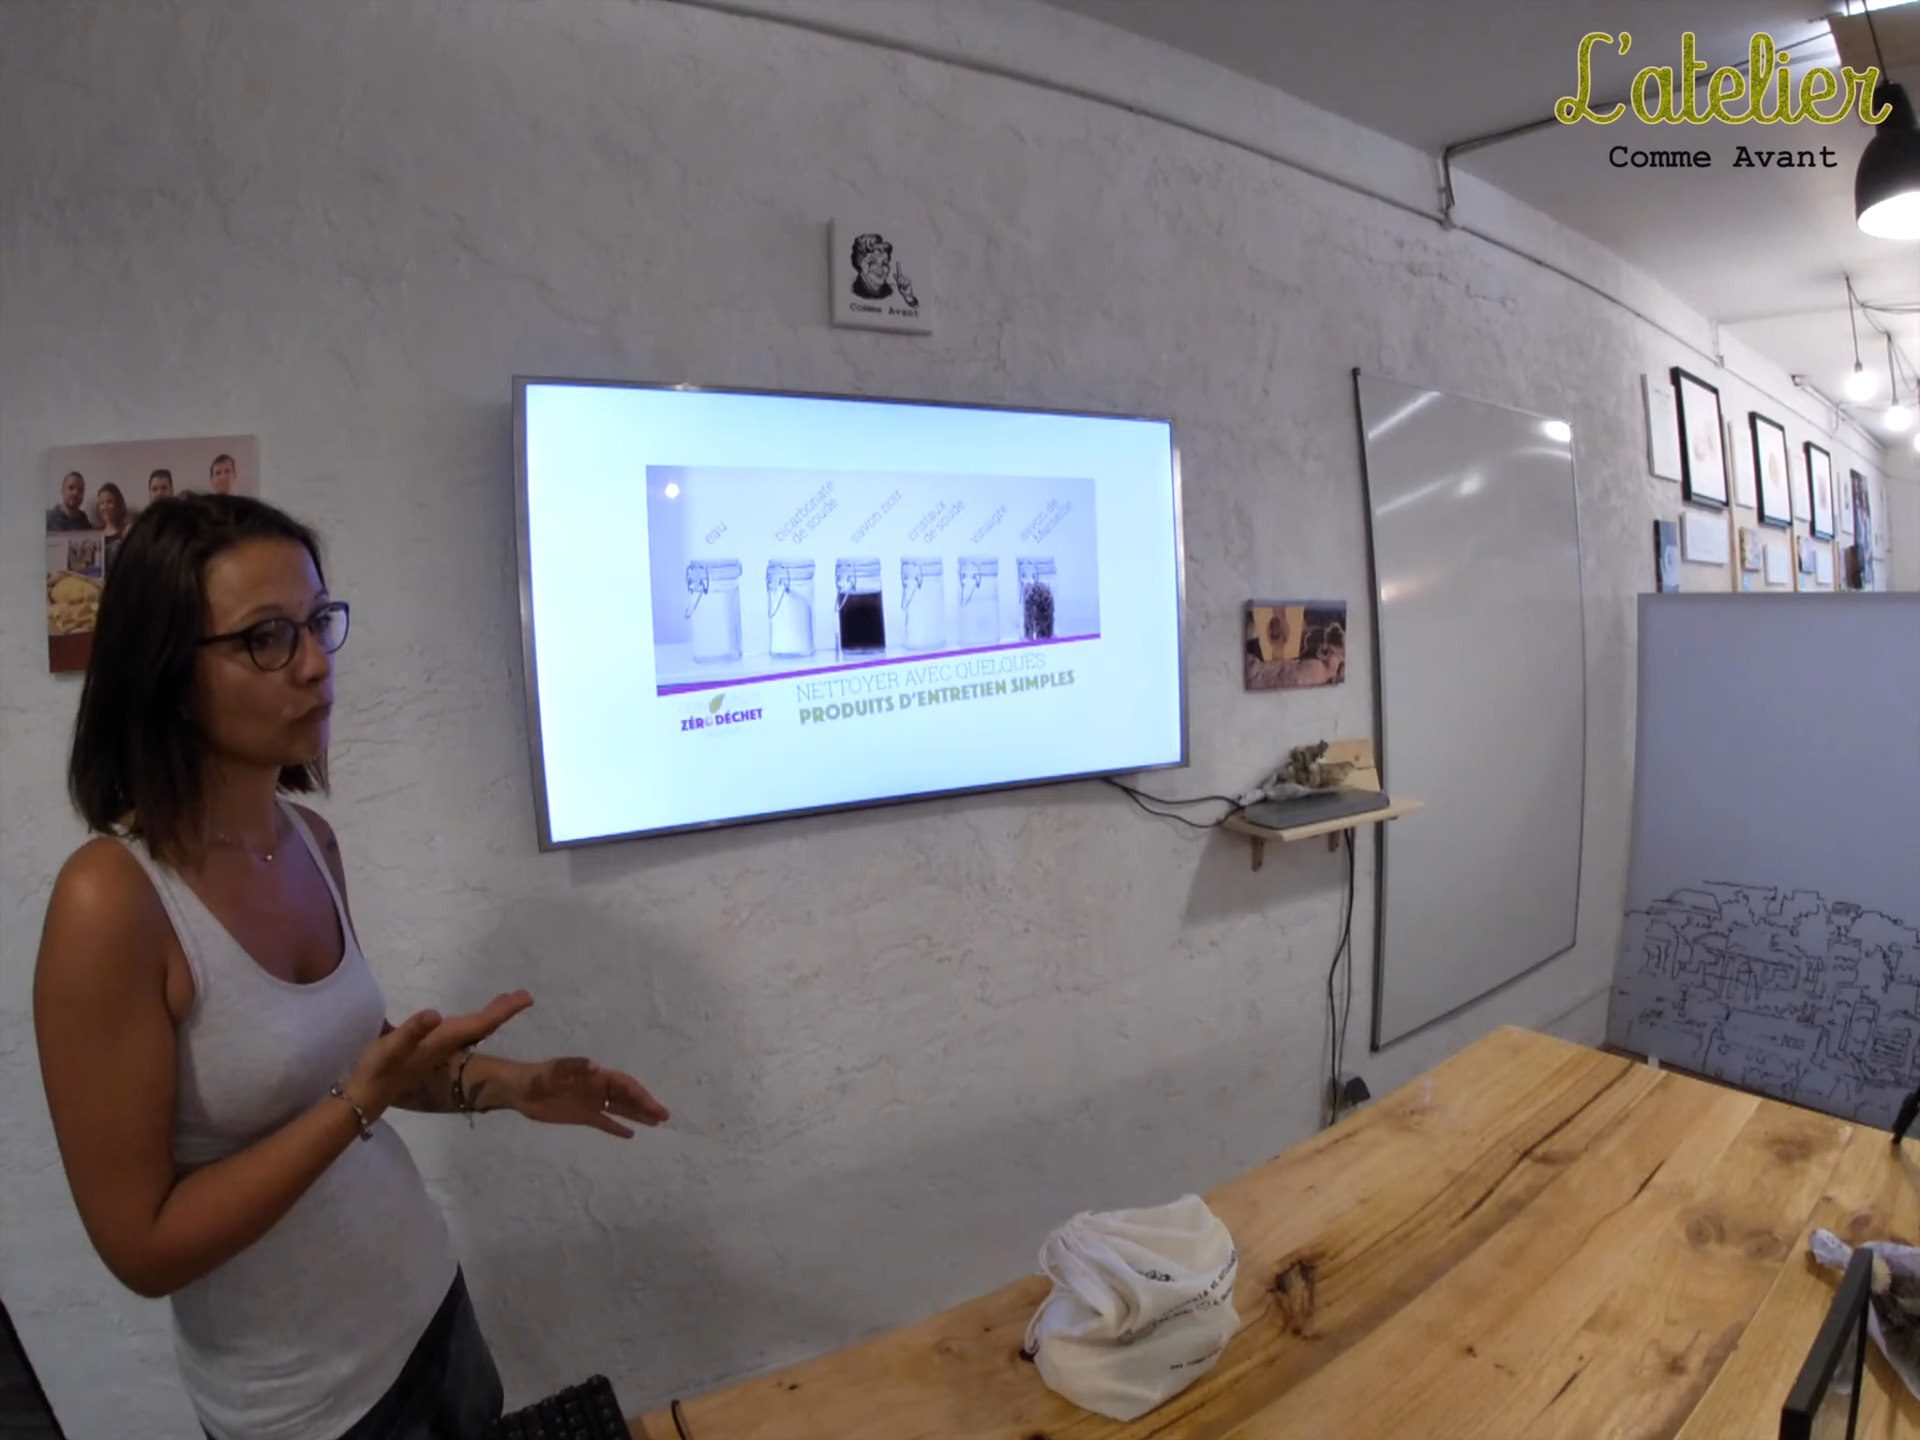 L'atelier
Comme Avant
Comme Avant
eau
bicarbonate
de soude
savon noir
cristaux
de soude
vinaigre
savon de
Marseille
NETTOYER AVEC QUELQUES
PRODUITS D'ENTRETIEN SIMPLES
ZÉRO DÉCHET